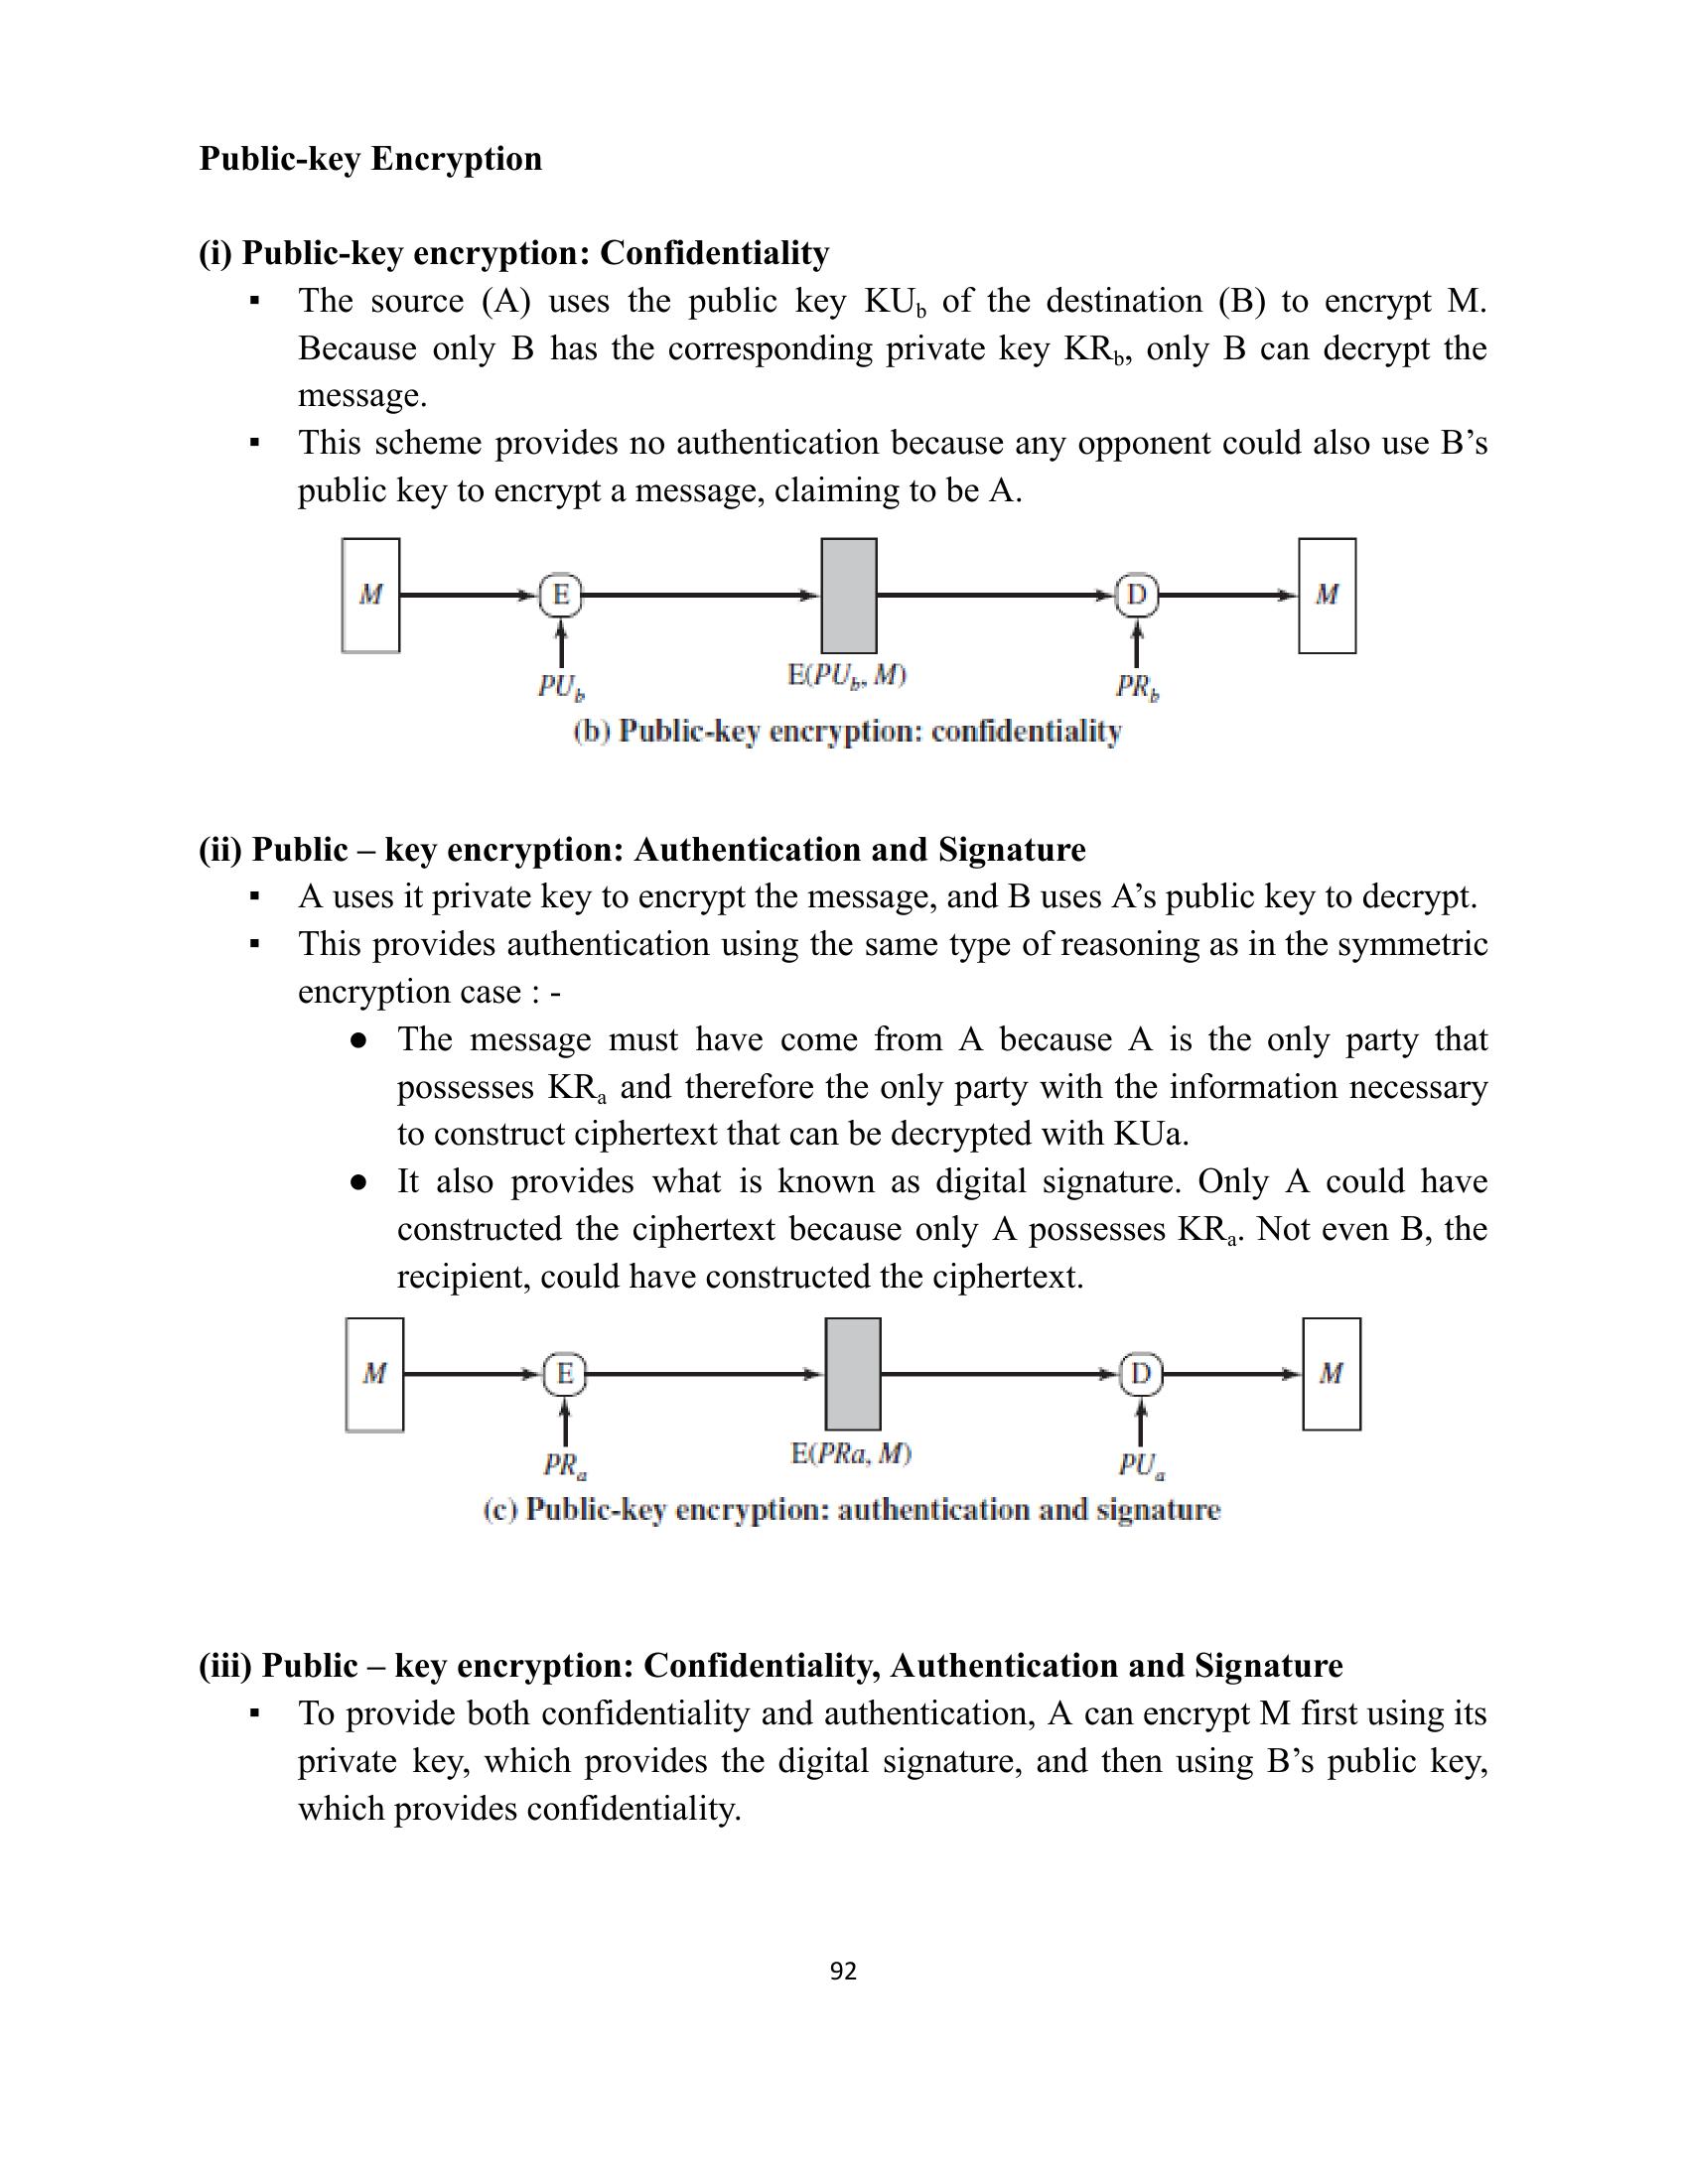 Public-key Encryption
(i) Public-key encryption: Confidentiality
▪ The source (A) uses the public key KUb of the destination (B) to encrypt M.
Because only B has the corresponding private key KRb, only B can decrypt the
message.
▪ This scheme provides no authentication because any opponent could also use B’s
public key to encrypt a message, claiming to be A.
M E D M
PUb E(PUb, M) PRb
(b) Public-key encryption: confidentiality
(ii) Public – key encryption: Authentication and Signature
▪ A uses it private key to encrypt the message, and B uses A’s public key to decrypt.
▪ This provides authentication using the same type of reasoning as in the symmetric
encryption case : -
● The message must have come from A because A is the only party that
possesses KRa and therefore the only party with the information necessary
to construct ciphertext that can be decrypted with KUa.
● It also provides what is known as digital signature. Only A could have
constructed the ciphertext because only A possesses KRa. Not even B, the
recipient, could have constructed the ciphertext.
M E D M
PRa E(PRa, M) PUa
(c) Public-key encryption: authentication and signature
(iii) Public – key encryption: Confidentiality, Authentication and Signature
▪ To provide both confidentiality and authentication, A can encrypt M first using its
private key, which provides the digital signature, and then using B’s public key,
which provides confidentiality.
92